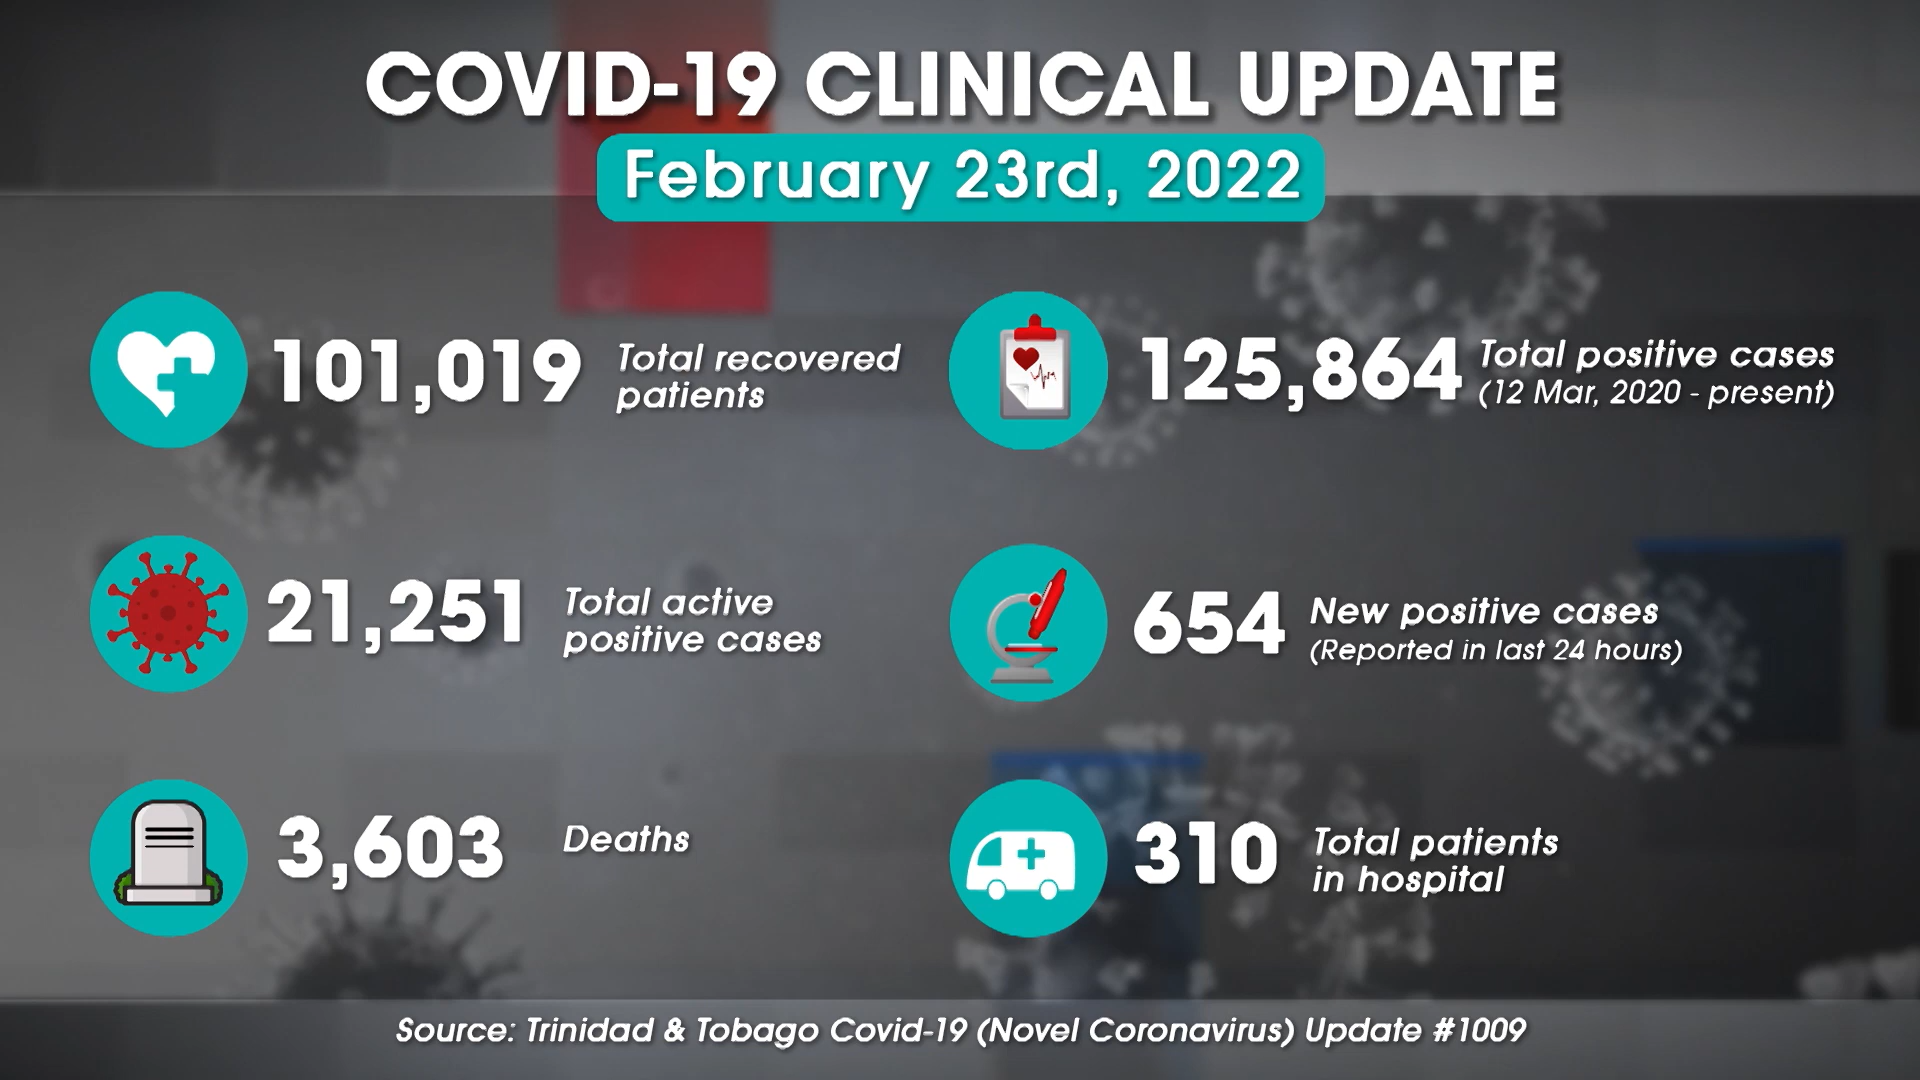 COVID-19 CLINICAL UPDATE
February 23rd, 2022
101,019
Total recovered
patients
125,864
Total positive cases
(12 Mar, 2020 - present)
21,251
Total active
positive cases
654
New positive cases
(Reported in last 24 hours)
3,603
Deaths
310
Total patients
in hospital
Source: Trinidad & Tobago Covid-19 (Novel Coronavirus) Update #1009